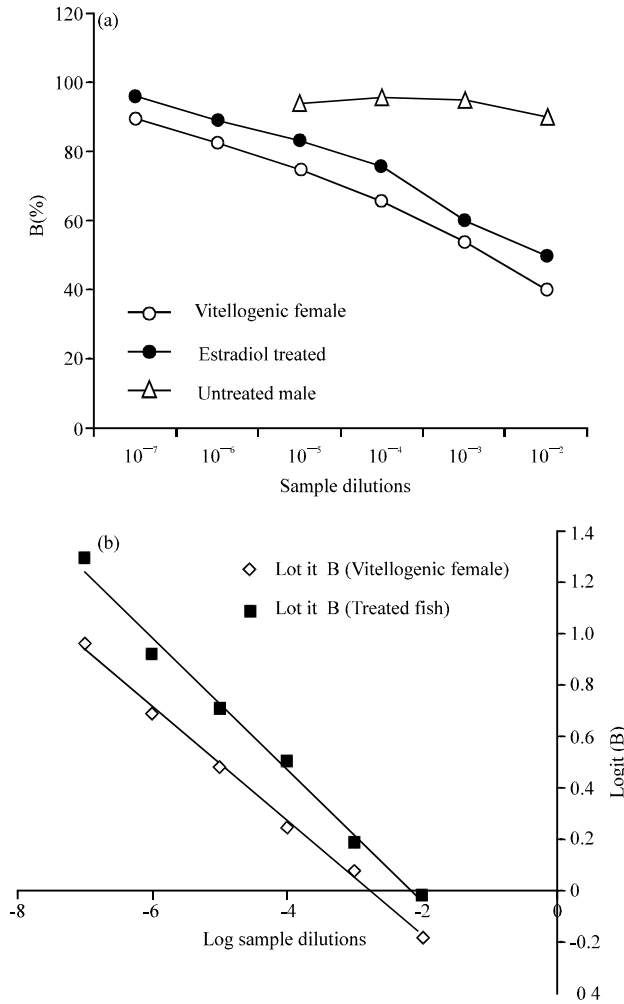 (a)
120
100
80
60
40
20
0
B(%)
Vitellogenic female
Estradiol treated
Untreated male
10⁻⁷ 10⁻⁶ 10⁻⁵ 10⁻⁴ 10⁻³ 10⁻²
Sample dilutions
(b)
Lot it B (Vitellogenic female)
Lot it B (Treated fish)
1.4
1.2
1.0
0.8
0.6
0.4
0.2
0
-0.2
0 4
Logit (B)
-8 -6 -4 -2 0
Log sample dilutions